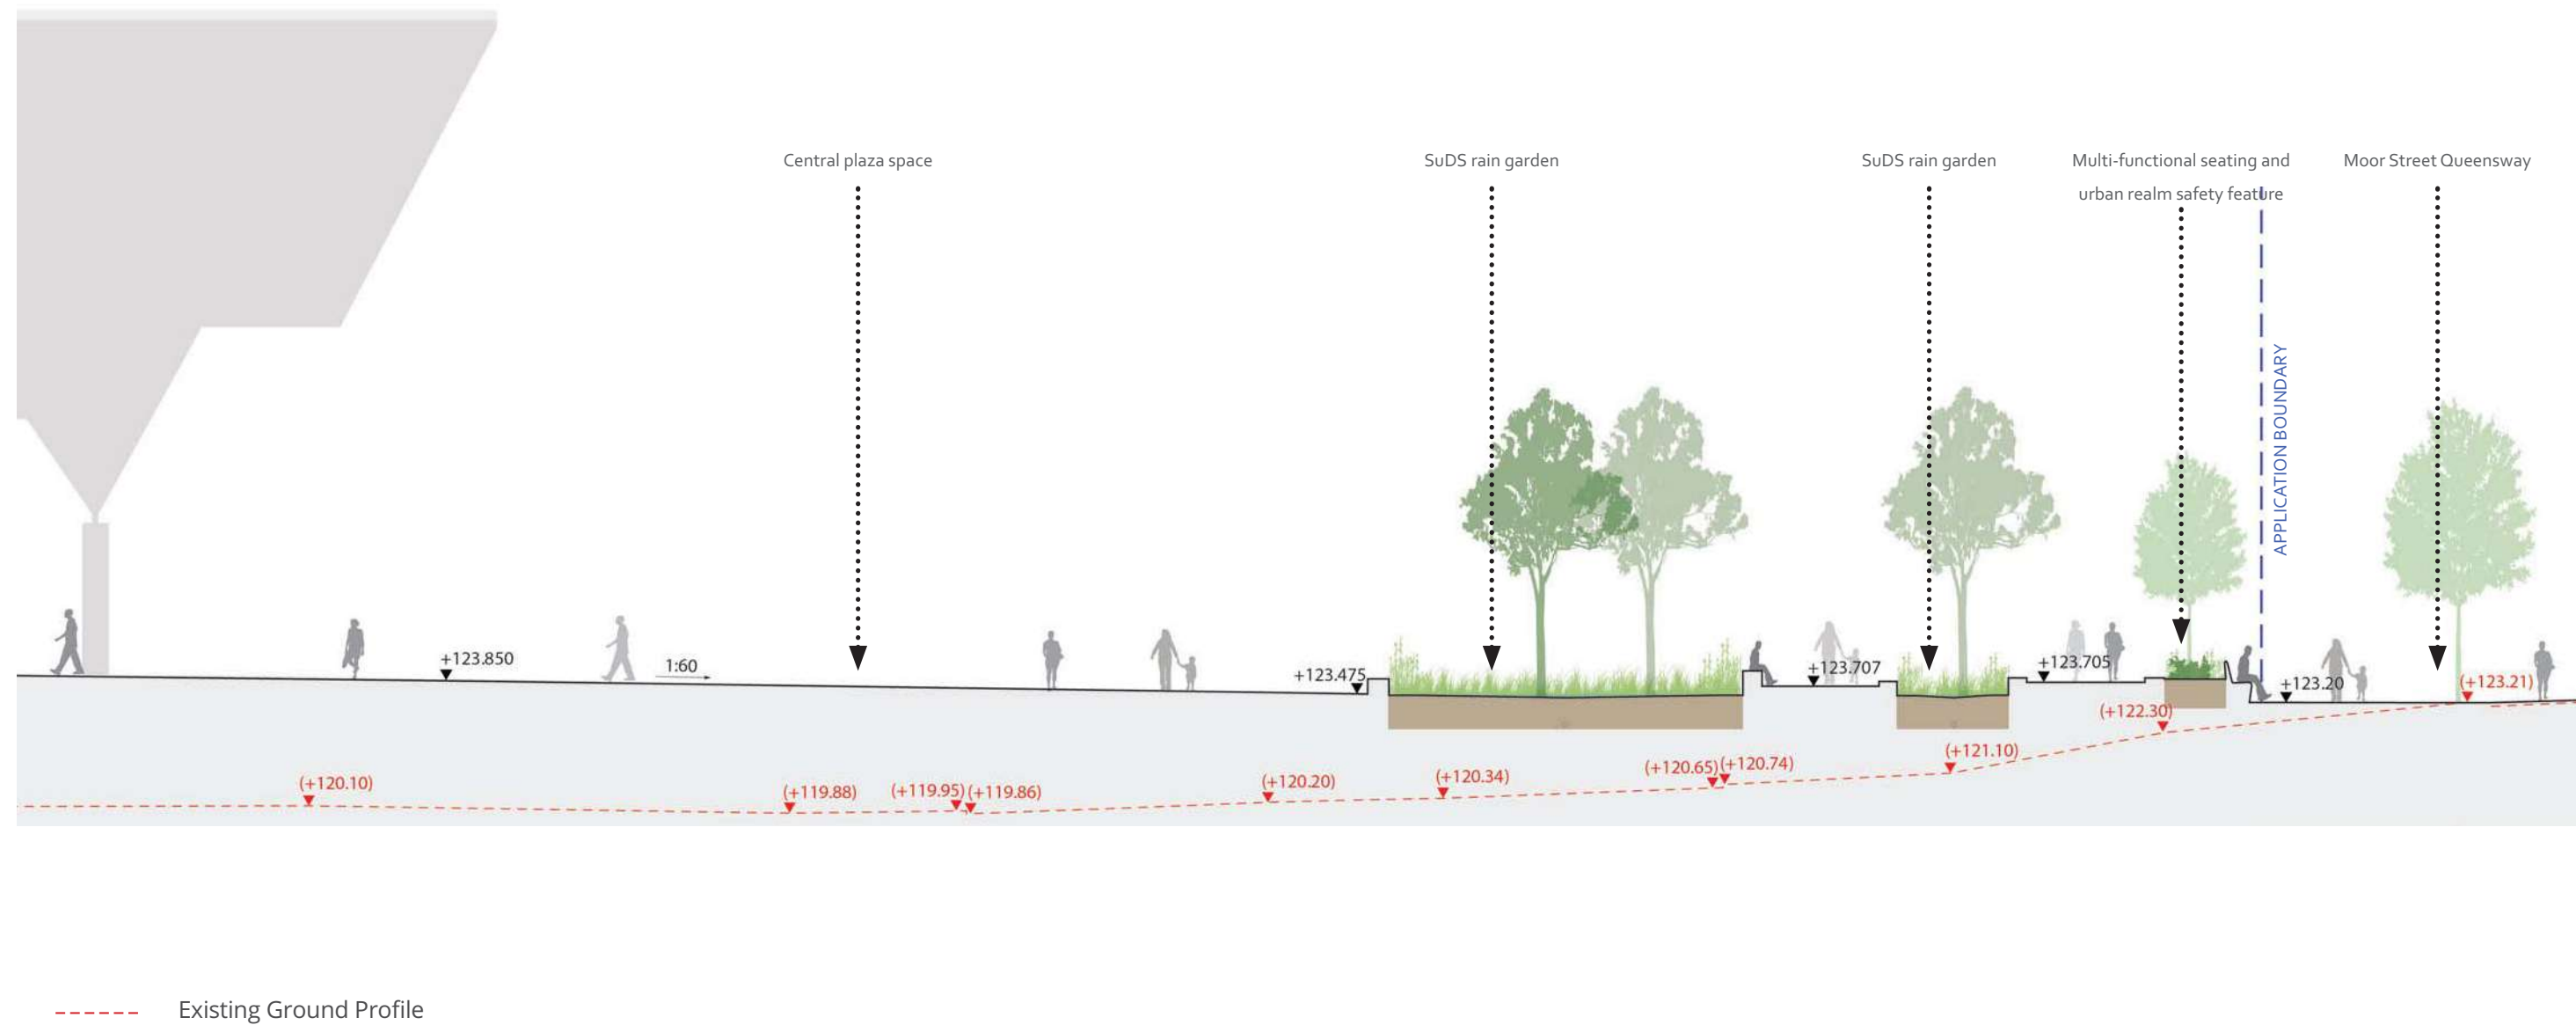 Central plaza space
SuDS rain garden
SuDS rain garden
Multi-functional seating and
urban realm safety feature
Moor Street Queensway
APPLICATION BOUNDARY
+123.850
1:60
+123.475
+123.707
+123.705
+123.20
(+123.21)
(+122.30)
(+121.10)
(+120.10)
(+119.88)
(+119.95)
(+119.86)
(+120.20)
(+120.34)
(+120.65)
(+120.74)
Existing Ground Profile